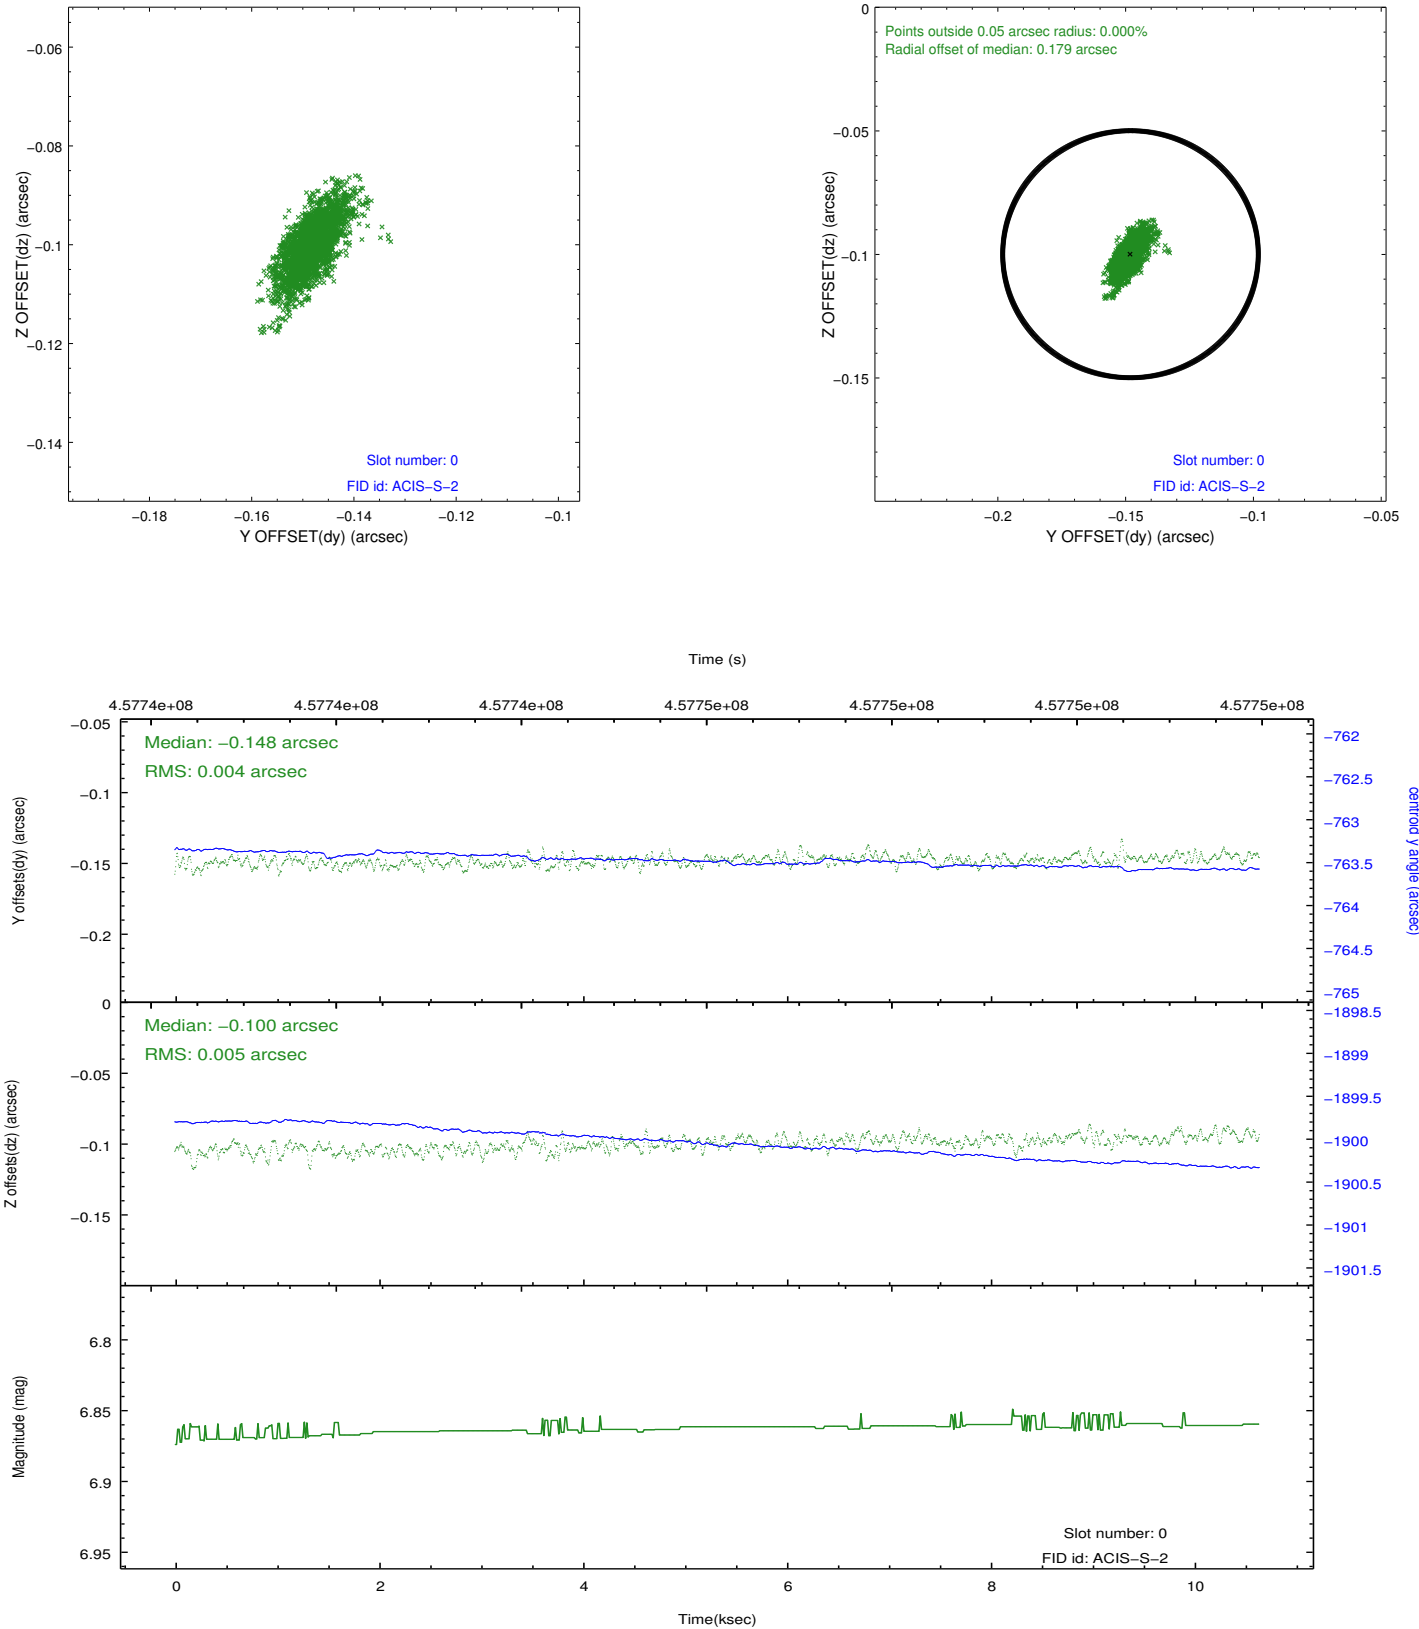 −0.06
−0.08
−0.1
−0.12
−0.14
Z OFFSET(dz) (arcsec)
Slot number: 0
FID id: ACIS−S−2
−0.18
−0.16
−0.14
−0.12
−0.1
Y OFFSET(dy) (arcsec)
0
−0.05
−0.1
−0.15
Z OFFSET(dz) (arcsec)
Points outside 0.05 arcsec radius: 0.000%
Radial offset of median: 0.179 arcsec
Slot number: 0
FID id: ACIS−S−2
−0.2
−0.15
−0.1
−0.05
Y OFFSET(dy) (arcsec)
Time (s)
4.5774e+08
4.5774e+08
4.5774e+08
4.5775e+08
4.5775e+08
4.5775e+08
4.5775e+08
−0.05
−0.1
−0.15
−0.2
Y offsets(dy) (arcsec)
Median: −0.148 arcsec
RMS: 0.004 arcsec
−762
−762.5
−763
−763.5
−764
−764.5
−765
centroid y angle (arcsec)
0
−0.05
−0.1
−0.15
Z offsets(dz) (arcsec)
Median: −0.100 arcsec
RMS: 0.005 arcsec
−1898.5
−1899
−1899.5
−1900
−1900.5
−1901
−1901.5
6.8
6.85
6.9
6.95
Magnitude (mag)
Slot number: 0
FID id: ACIS−S−2
0
2
4
6
8
10
Time(ksec)